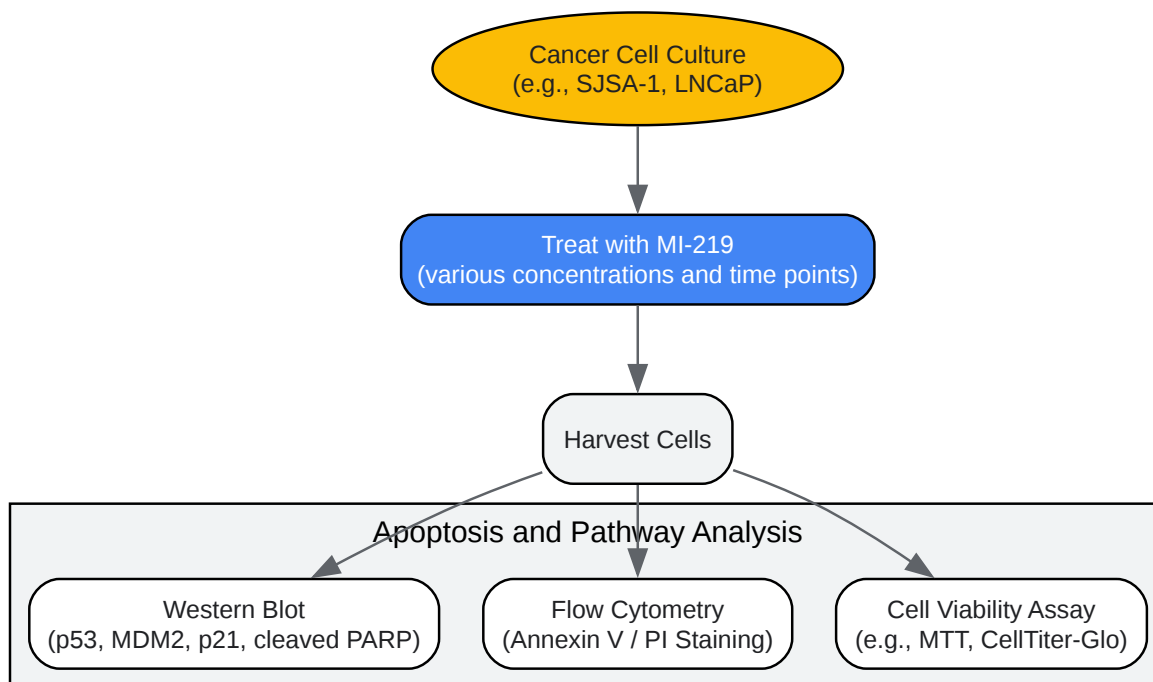 Cancer Cell Culture
(e.g., SJSA-1, LNCaP)
Treat with MI-219
(various concentrations and time points)
Harvest Cells
Apoptosis and Pathway Analysis
Western Blot
(p53, MDM2, p21, cleaved PARP)
Flow Cytometry
(Annexin V / PI Staining)
Cell Viability Assay
(e.g., MTT, CellTiter-Glo)